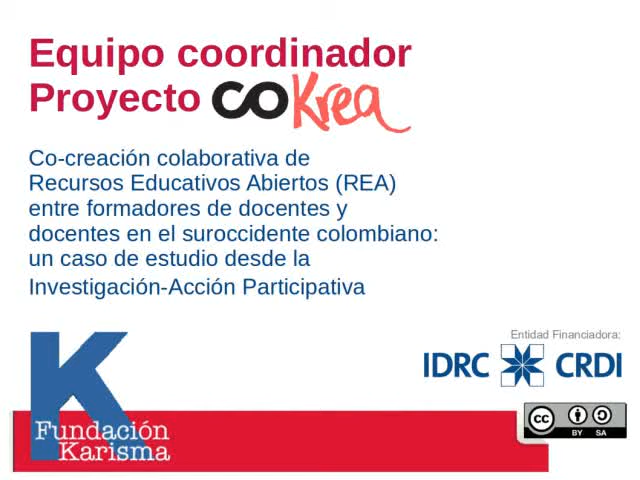 Equipo coordinador
Proyecto coKrea
Co-creación colaborativa de
Recursos Educativos Abiertos (REA)
entre formadores de docentes y
docentes en el suroccidente colombiano:
un caso de estudio desde la
Investigación-Acción Participativa
Entidad Financiadora:
IDRC CRDI
K
Fundación
Karisma
cc
BY SA